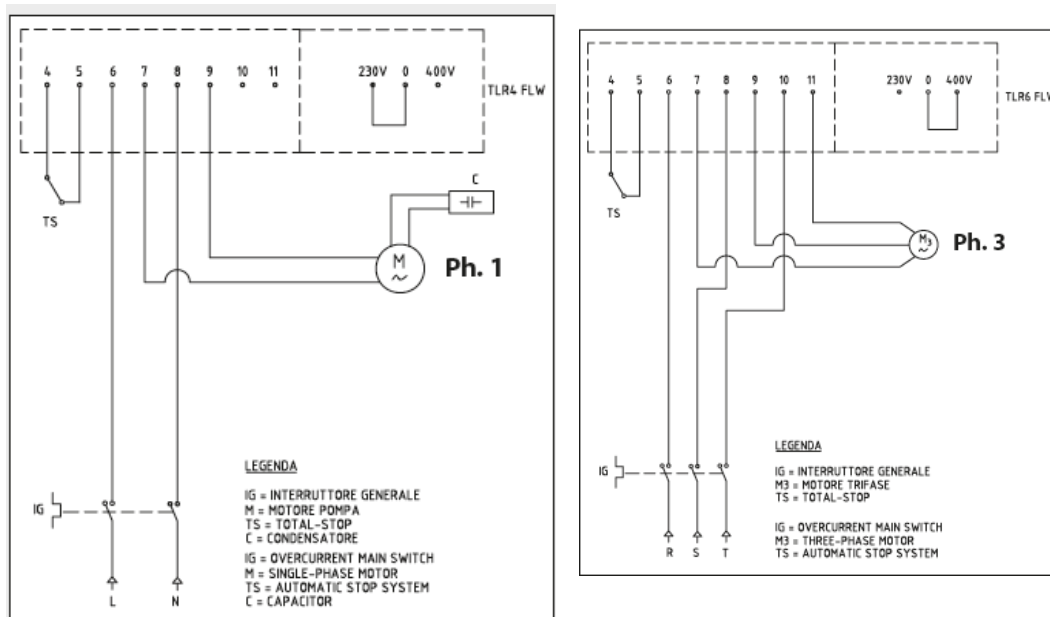 4 5 6 7 8 9 10 11 230V 0 400V
TLR4 FLW
TS
C
M
Ph. 1
LEGENDA
IG = INTERRUTTORE GENERALE
M = MOTORE POMPA
TS = TOTAL-STOP
C = CONDENSATORE
IG = OVERCURRENT MAIN SWITCH
M = SINGLE-PHASE MOTOR
TS = AUTOMATIC STOP SYSTEM
C = CAPACITOR
IG
L N
4 5 6 7 8 9 10 11 230V 0 400V
TLR6 FLW
TS
M3
Ph. 3
LEGENDA
IG = INTERRUTTORE GENERALE
M3 = MOTORE TRIFASE
TS = TOTAL-STOP
IG = OVERCURRENT MAIN SWITCH
M3 = THREE-PHASE MOTOR
TS = AUTOMATIC STOP SYSTEM
IG
R S T